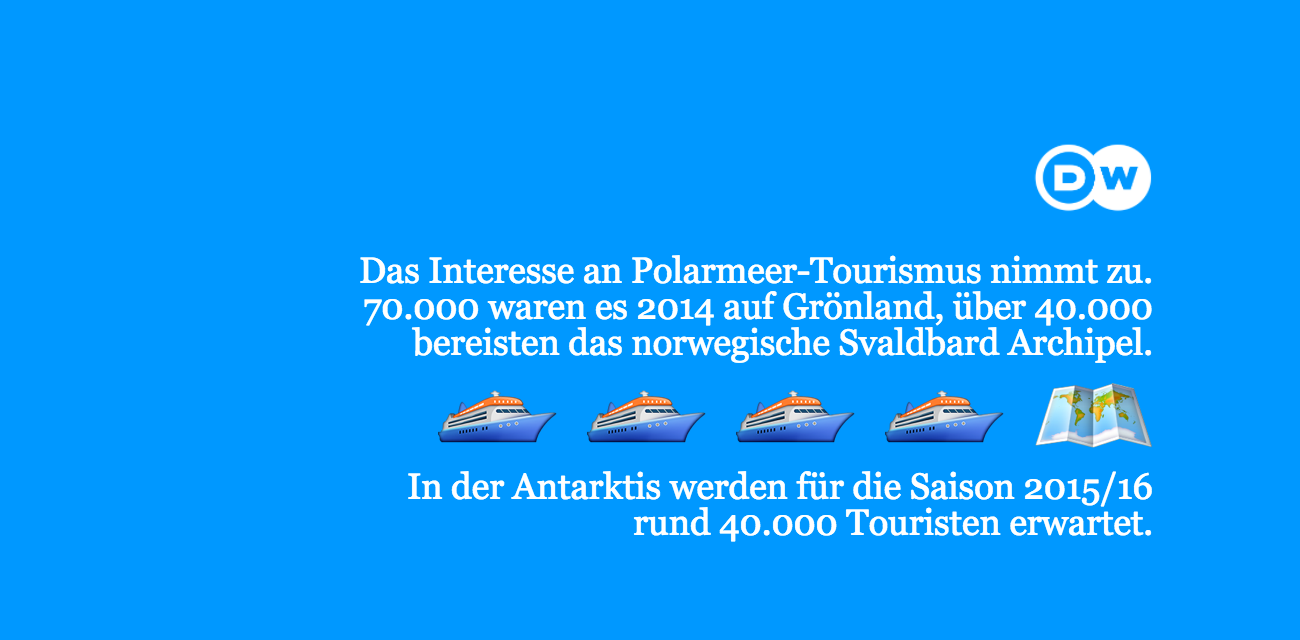 DW
Das Interesse an Polarmeer-Tourismus nimmt zu.
70.000 waren es 2014 auf Grönland, über 40.000
bereisten das norwegische Svaldbard Archipel.
In der Antarktis werden für die Saison 2015/16
rund 40.000 Touristen erwartet.